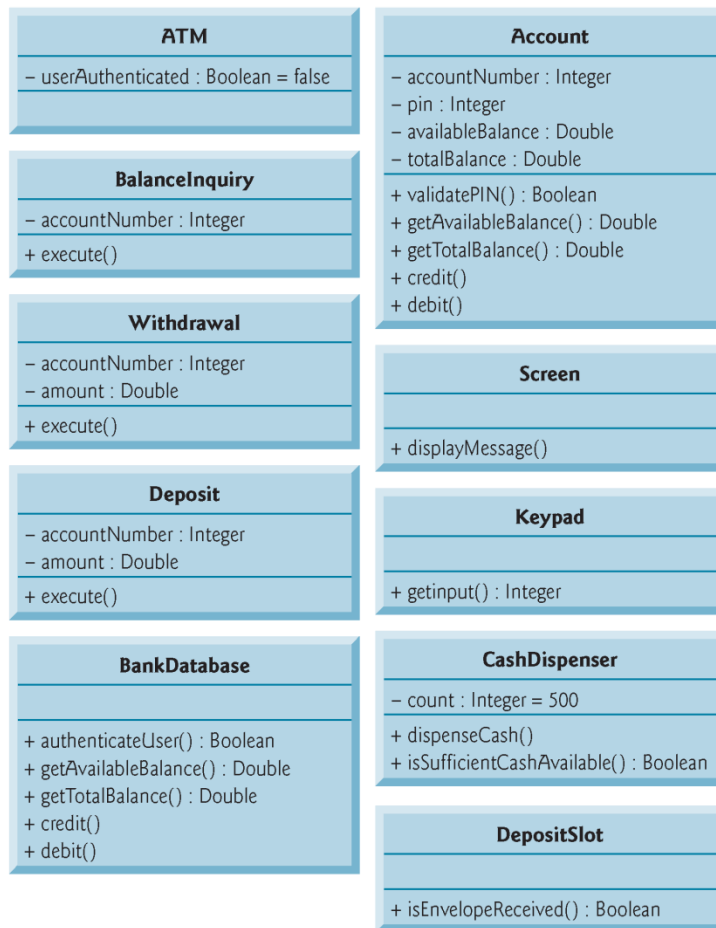 ATM
– userAuthenticated : Boolean = false
BalanceInquiry
– accountNumber : Integer
+ execute()
Withdrawal
– accountNumber : Integer
– amount : Double
+ execute()
Deposit
– accountNumber : Integer
– amount : Double
+ execute()
BankDatabase
+ authenticateUser() : Boolean
+ getAvailableBalance() : Double
+ getTotalBalance() : Double
+ credit()
+ debit()
Account
– accountNumber : Integer
– pin : Integer
– availableBalance : Double
– totalBalance : Double
+ validatePIN() : Boolean
+ getAvailableBalance() : Double
+ getTotalBalance() : Double
+ credit()
+ debit()
Screen
+ displayMessage()
Keypad
+ getinput() : Integer
CashDispenser
– count : Integer = 500
+ dispenseCash()
+ isSufficientCashAvailable() : Boolean
DepositSlot
+ isEnvelopeReceived() : Boolean